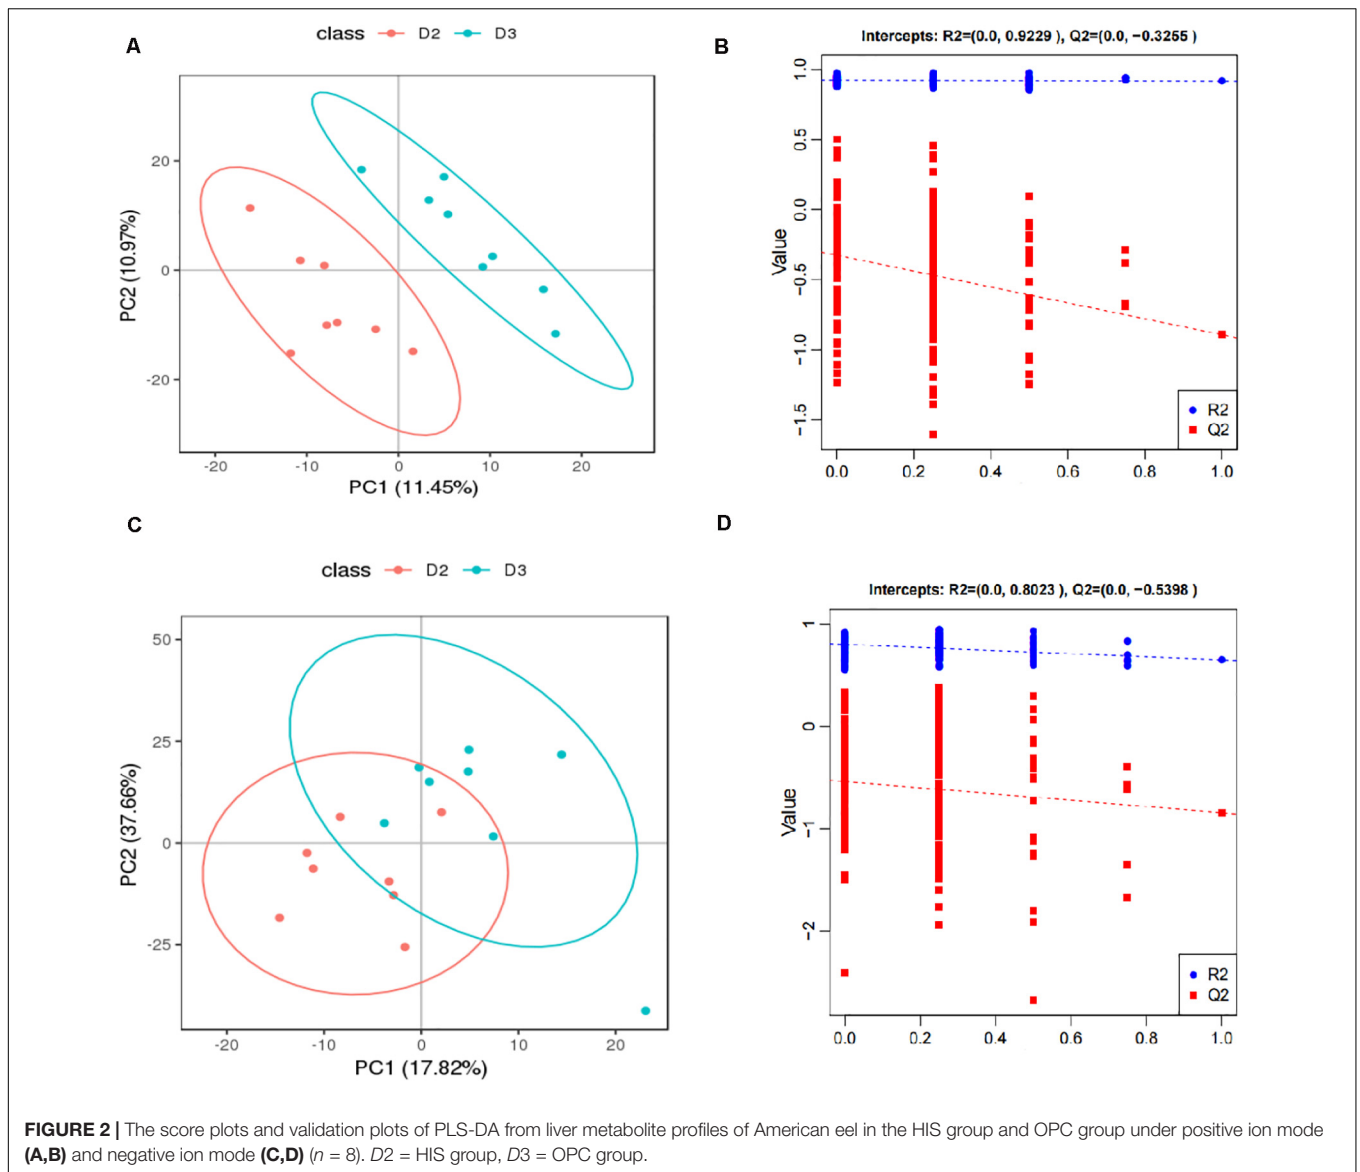 A
class D2 D3
20
0
-20
-20 -10 0 10 20
PC2 (10.97%)
PC1 (11.45%)
B
Intercepts: R2=(0.0, 0.9229 ), Q2=(0.0, −0.3255 )
1.0
0.5
0.0
−0.5
−1.0
−1.5
Value
0.0 0.2 0.4 0.6 0.8 1.0
R2
Q2
C
class D2 D3
50
25
0
-25
-20 -10 0 10 20
PC2 (37.66%)
PC1 (17.82%)
D
Intercepts: R2=(0.0, 0.8023 ), Q2=(0.0, −0.5398 )
1
0
−1
−2
Value
0.0 0.2 0.4 0.6 0.8 1.0
R2
Q2
FIGURE 2 | The score plots and validation plots of PLS-DA from liver metabolite profiles of American eel in the HIS group and OPC group under positive ion mode
(A,B) and negative ion mode (C,D) (n = 8). D2 = HIS group, D3 = OPC group.